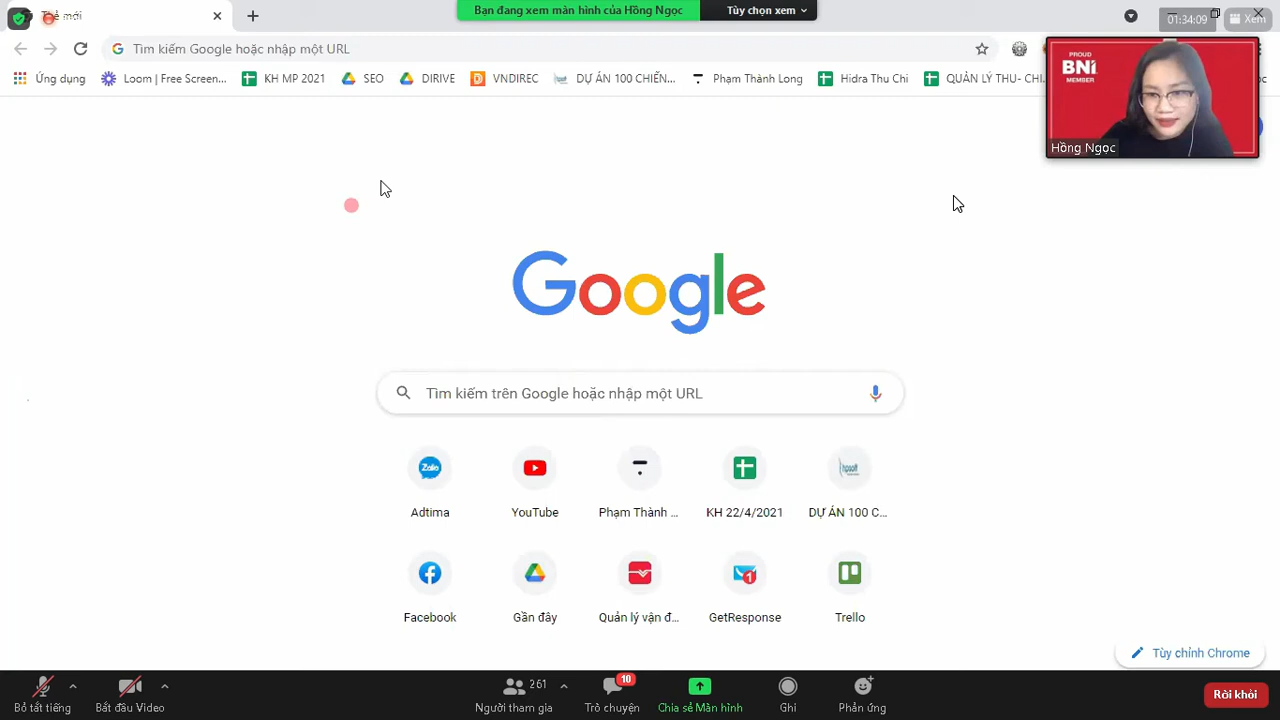 Thẻ mới
Bạn đang xem màn hình của Hồng Ngọc
Tùy chọn xem
01:34:09
Xem
Tìm kiếm Google hoặc nhập một URL
Ứng dụng
Loom | Free Screen...
KH MP 2021
SEO
DIRIVE
VNDIREC
DỰ ÁN 100 CHIẾN...
Phạm Thành Long
Hidra Thu Chi
QUẢN LÝ THU- CHI...
PROUD
BNI
MEMBER
Hồng Ngọc
Google
Tìm kiếm trên Google hoặc nhập một URL
Zalo
hpsoft
Adtima
YouTube
Phạm Thành ...
KH 22/4/2021
DỰ ÁN 100 C...
1
Facebook
Gần đây
Quản lý vận đ...
GetResponse
Trello
Tùy chỉnh Chrome
Bỏ tắt tiếng
Bắt đầu Video
261
Người tham gia
10
Trò chuyện
Chia sẻ Màn hình
Ghi
Phản ứng
Rời khỏi